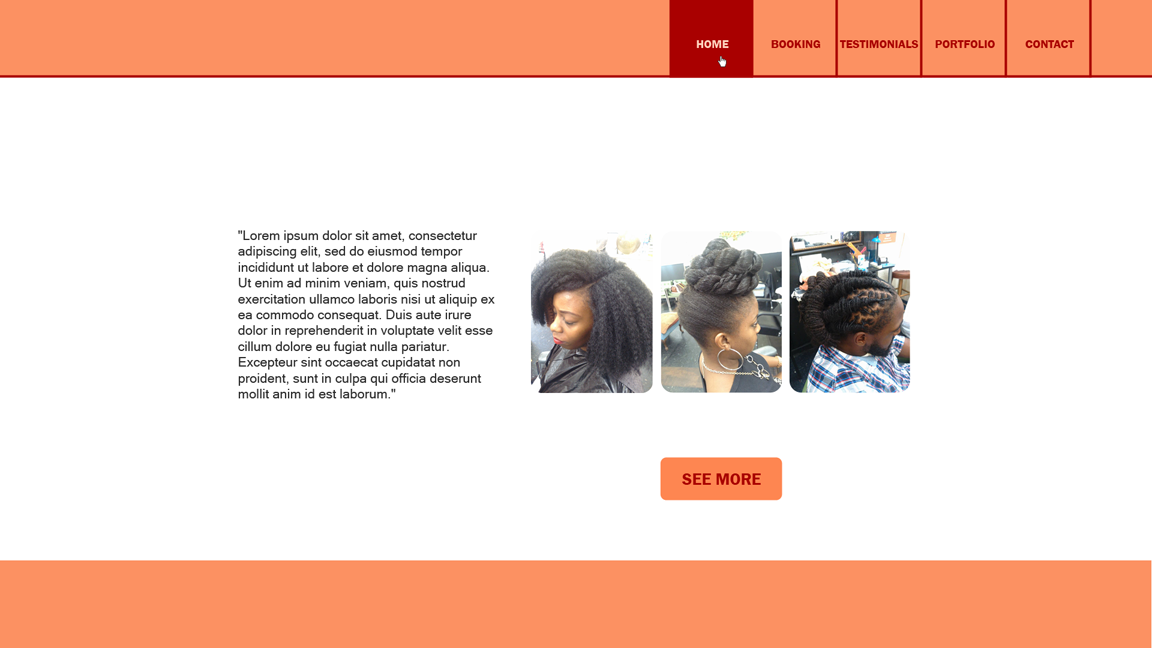 HOME BOOKING TESTIMONIALS PORTFOLIO CONTACT
"Lorem ipsum dolor sit amet, consectetur
adipiscing elit, sed do eiusmod tempor
incididunt ut labore et dolore magna aliqua.
Ut enim ad minim veniam, quis nostrud
exercitation ullamco laboris nisi ut aliquip ex
ea commodo consequat. Duis aute irure
dolor in reprehenderit in voluptate velit esse
cillum dolore eu fugiat nulla pariatur.
Excepteur sint occaecat cupidatat non
proident, sunt in culpa qui officia deserunt
mollit anim id est laborum."
SEE MORE